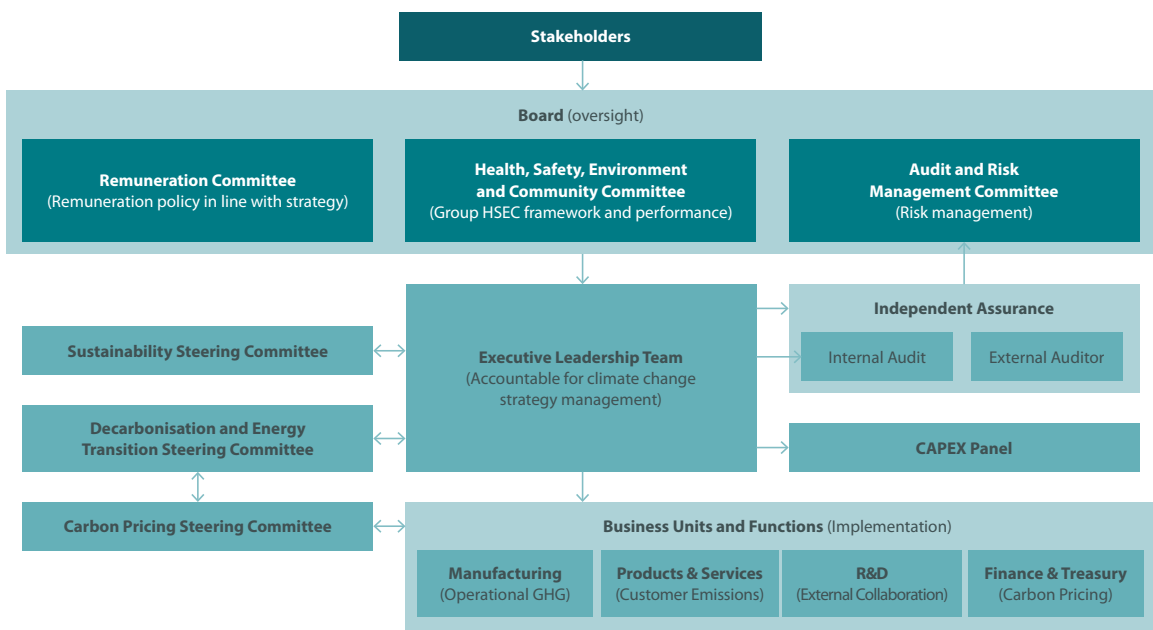 Stakeholders
Board (oversight)
Remuneration Committee
(Remuneration policy in line with strategy)
Health, Safety, Environment
and Community Committee
(Group HSEC framework and performance)
Audit and Risk
Management Committee
(Risk management)
Sustainability Steering Committee
Decarbonisation and Energy
Transition Steering Committee
Carbon Pricing Steering Committee
Executive Leadership Team
(Accountable for climate change
strategy management)
Independent Assurance
Internal Audit
External Auditor
CAPEX Panel
Business Units and Functions (Implementation)
Manufacturing
(Operational GHG)
Products & Services
(Customer Emissions)
R&D
(External Collaboration)
Finance & Treasury
(Carbon Pricing)